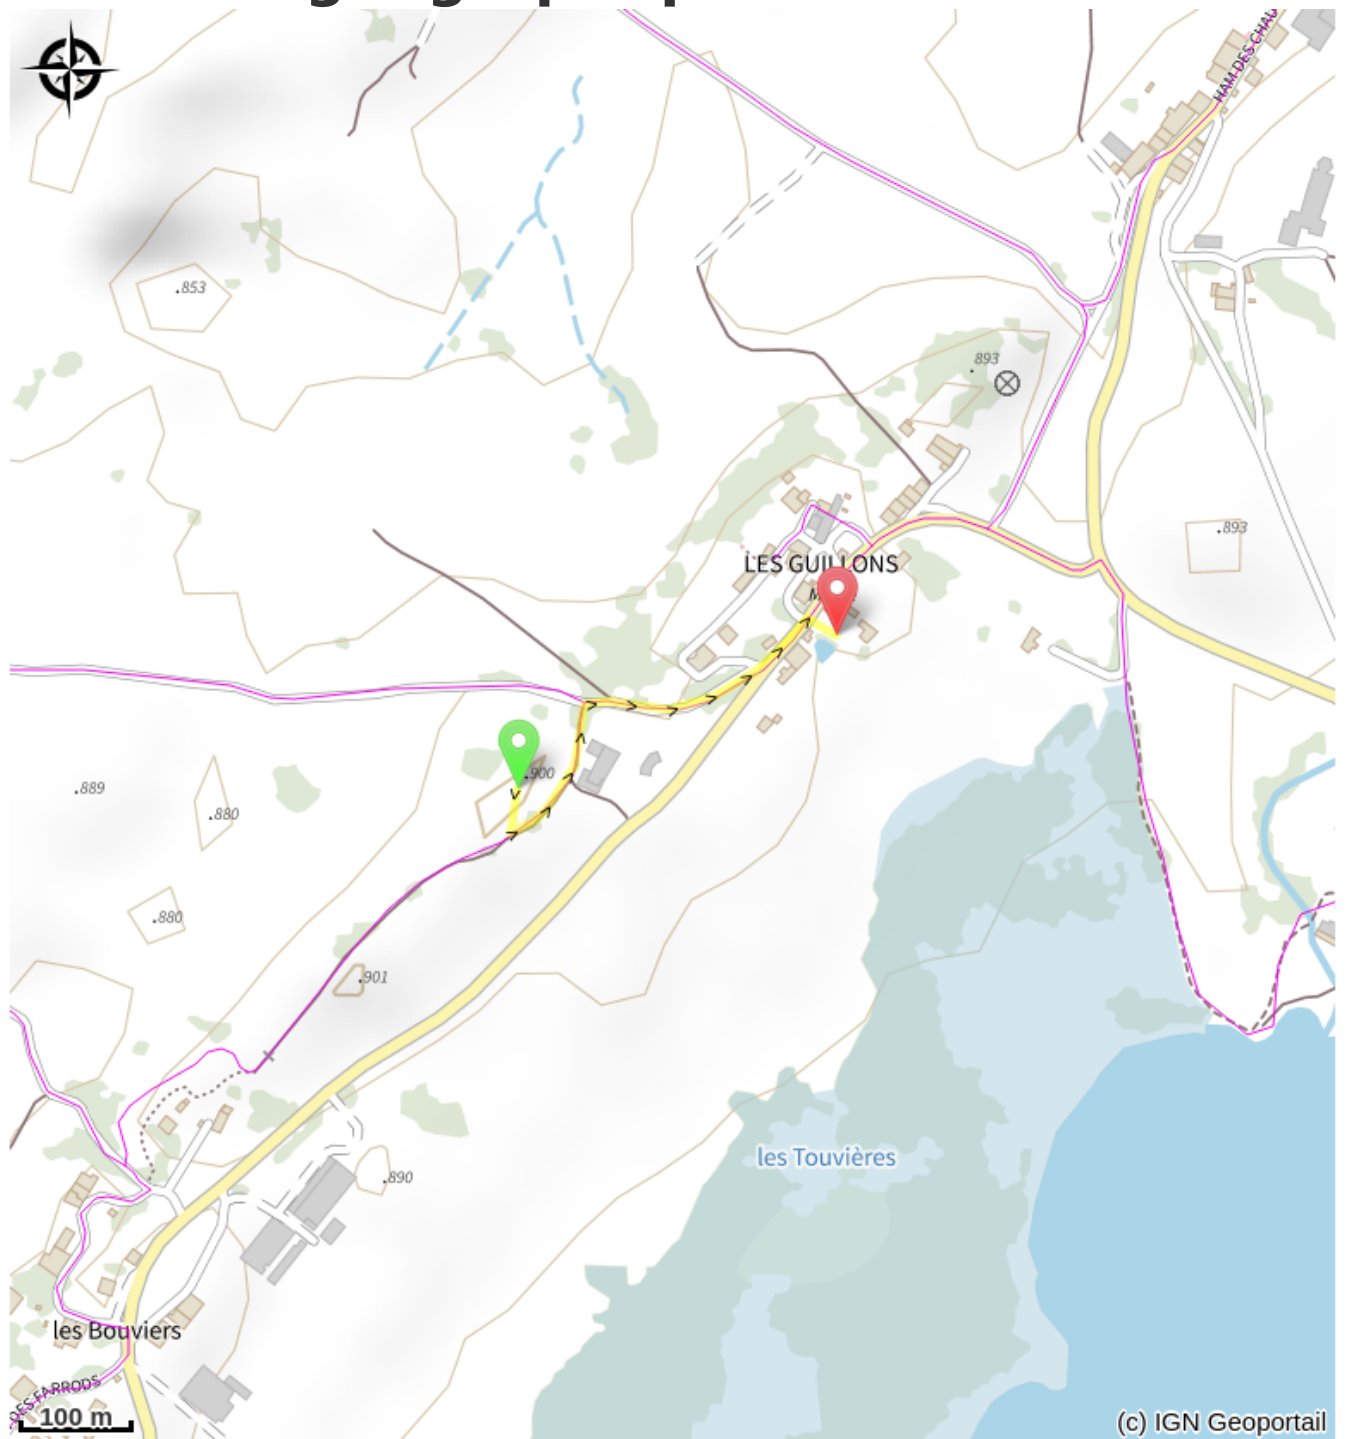 HAM DES CHAU
.853
893
.893
LES GUILLONS
.900
.889
.880
.880
.901
les Touvières
.890
les Bouviers
DES FARRODS
100 m
(c) IGN Geoportail